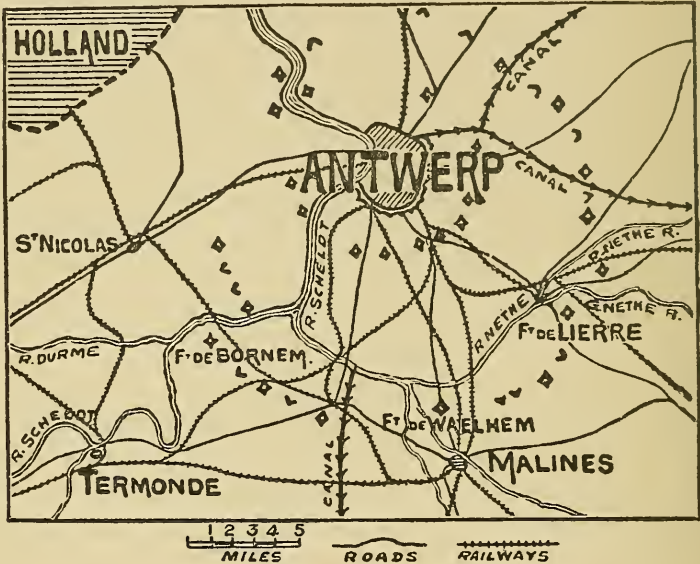 HOLLAND
CANAL
ANTWERP
CANAL
ST NICOLAS
R. SCHELDT
P. NETHE R.
R. NETHE
G. NETHE R.
FT DE LIERRE
R. DURME
FT DE BORNEM.
R. SCHELDT
FT DE WAELHEM
CANAL
MALINES
TERMONDE
1 2 3 4 5
MILES
ROADS
RAILWAYS